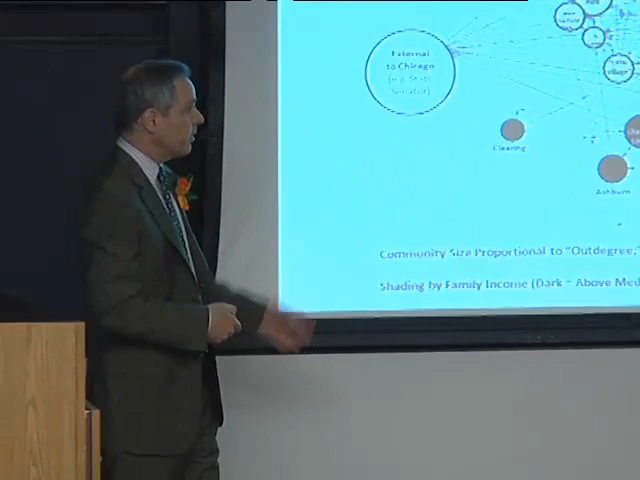 External
to Chicago
(e.g. State
Senator)
Village
Clearing
Ashburn
Community Size Proportional to "Outdegree;"
Shading by Family Income (Dark = Above Med